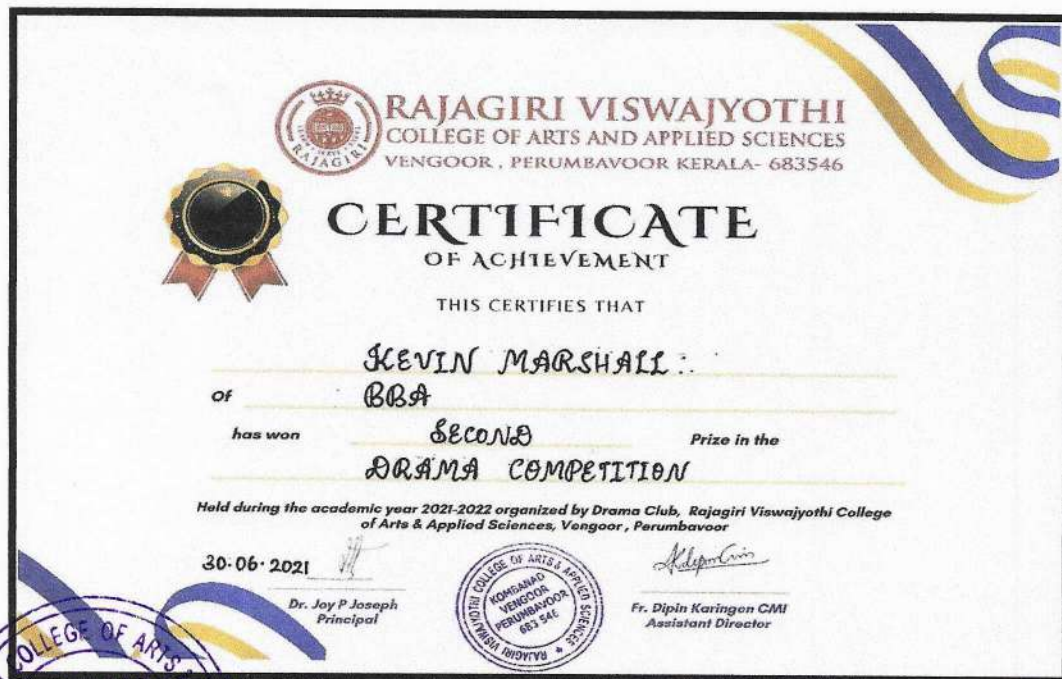 RAJAGIRI
RAJAGIRI VISWAJYOTHI
COLLEGE OF ARTS AND APPLIED SCIENCES
VENGOOR, PERUMBAVOOR KERALA- 683546
CERTIFICATE
OF ACHIEVEMENT
THIS CERTIFIES THAT
KEVIN MARSHALL
Of BBA
has won SECOND Prize in the
DRAMA COMPETITION
Held during the academic year 2021-2022 organized by Drama Club, Rajagiri Viswajyothi College
of Arts & Applied Sciences, Vengoor, Perumbavoor
30-06-2021
Dr. Joy P Joseph
Principal
RAJAGIRI VISWAJYOTHI COLLEGE OF ARTS & APPLIED SCIENCES
KOMBANAD
VENGOOR
PERUMBAVOOR
683 546
Fr. Dipin Karingen CMI
Assistant Director
COLLEGE OF ARTS